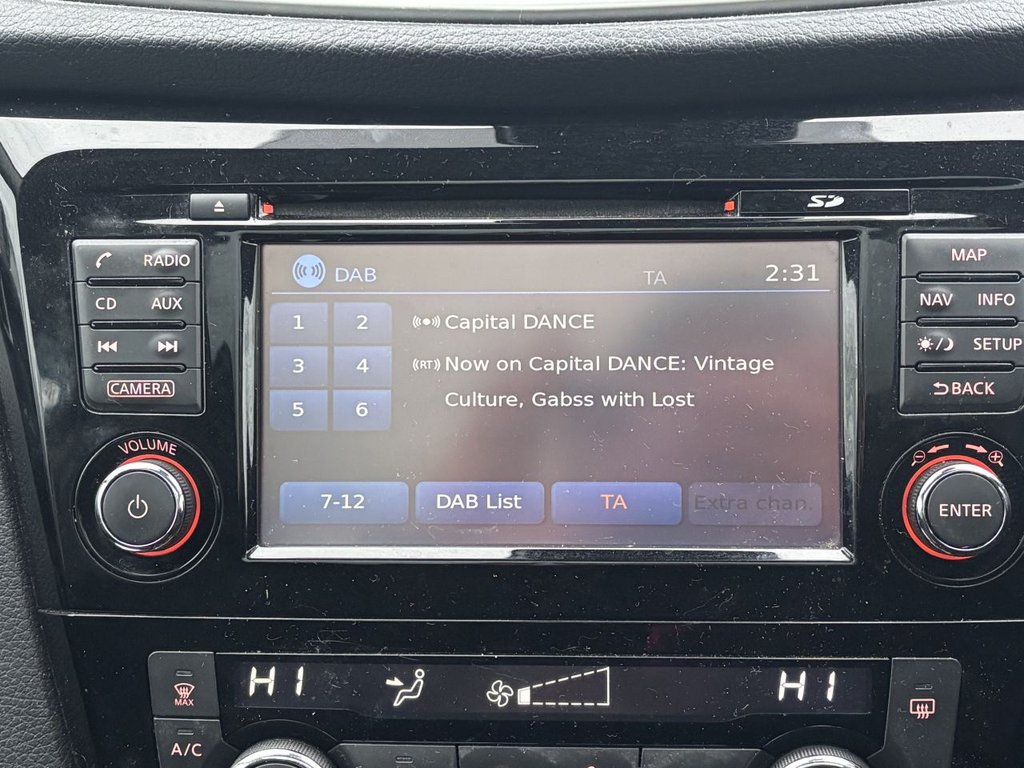 SD
RADIO
CD AUX
CAMERA
VOLUME
DAB TA 2:31
1 2
3 4
5 6
Capital DANCE
(RT) Now on Capital DANCE: Vintage
Culture, Gabss with Lost
7-12 DAB List TA Extra chan.
MAP
NAV INFO
/ SETUP
BACK
ENTER
HI HI
MAX
A/C